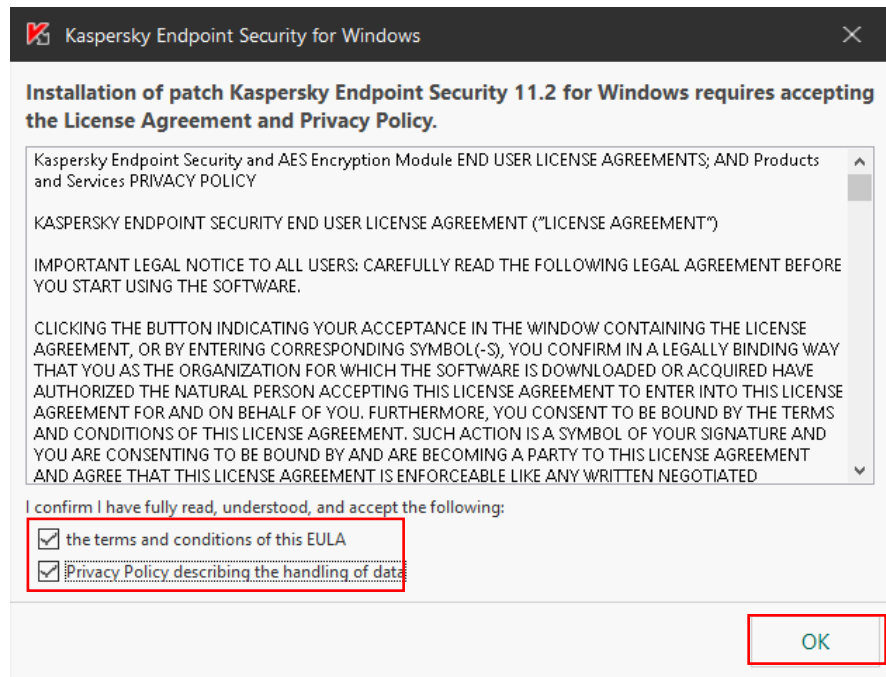 Kaspersky Endpoint Security for Windows
Installation of patch Kaspersky Endpoint Security 11.2 for Windows requires accepting
the License Agreement and Privacy Policy.
Kaspersky Endpoint Security and AES Encryption Module END USER LICENSE AGREEMENTS; AND Products
and Services PRIVACY POLICY
KASPERSKY ENDPOINT SECURITY END USER LICENSE AGREEMENT ("LICENSE AGREEMENT")
IMPORTANT LEGAL NOTICE TO ALL USERS: CAREFULLY READ THE FOLLOWING LEGAL AGREEMENT BEFORE
YOU START USING THE SOFTWARE.
CLICKING THE BUTTON INDICATING YOUR ACCEPTANCE IN THE WINDOW CONTAINING THE LICENSE
AGREEMENT, OR BY ENTERING CORRESPONDING SYMBOL(-S), YOU CONFIRM IN A LEGALLY BINDING WAY
THAT YOU AS THE ORGANIZATION FOR WHICH THE SOFTWARE IS DOWNLOADED OR ACQUIRED HAVE
AUTHORIZED THE NATURAL PERSON ACCEPTING THIS LICENSE AGREEMENT TO ENTER INTO THIS LICENSE
AGREEMENT FOR AND ON BEHALF OF YOU. FURTHERMORE, YOU CONSENT TO BE BOUND BY THE TERMS
AND CONDITIONS OF THIS LICENSE AGREEMENT. SUCH ACTION IS A SYMBOL OF YOUR SIGNATURE AND
YOU ARE CONSENTING TO BE BOUND BY AND ARE BECOMING A PARTY TO THIS LICENSE AGREEMENT
AND AGREE THAT THIS LICENSE AGREEMENT IS ENFORCEABLE LIKE ANY WRITTEN NEGOTIATED
I confirm I have fully read, understood, and accept the following:
the terms and conditions of this EULA
Privacy Policy describing the handling of data
OK